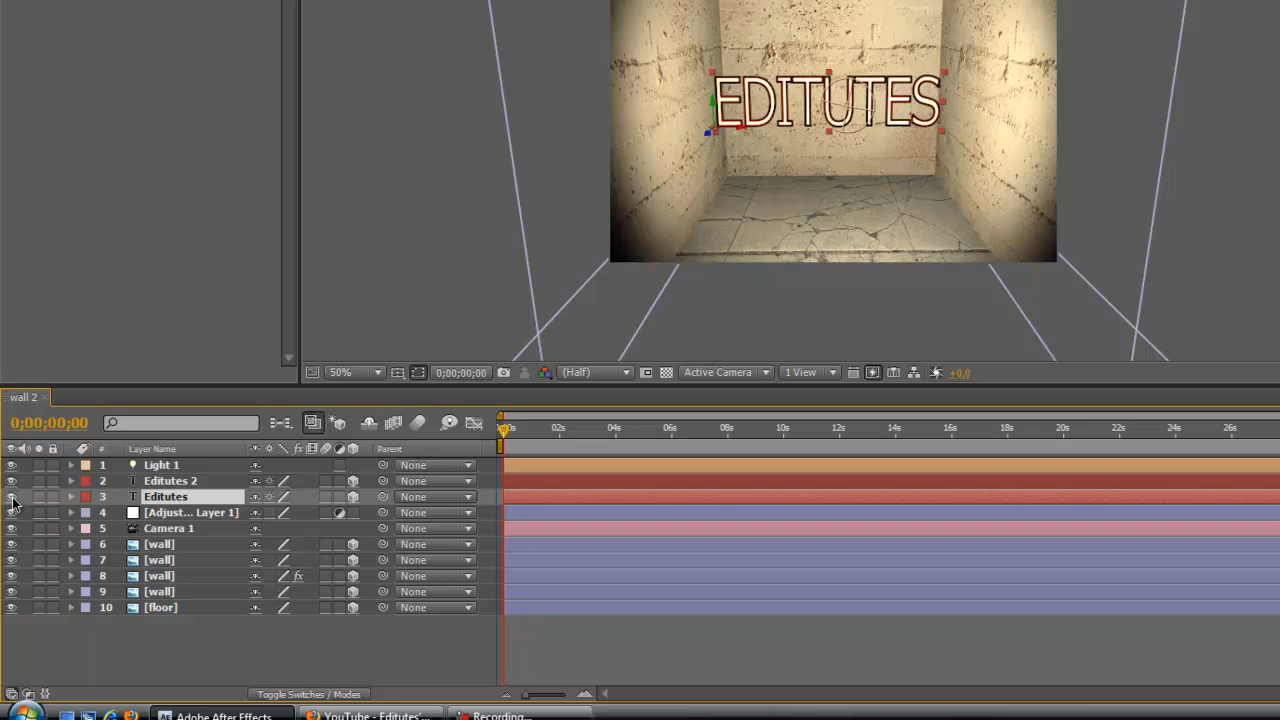 EDITUTES
50%
0;00;00;00
(Half)
Active Camera
1 View
+0.0
wall 2
0;00;00;00
# Layer Name Parent
02s 04s 06s 08s 10s 12s 14s 16s 18s 20s 22s 24s 26s
1 Light 1 None
2 Editutes 2 None
3 Editutes None
4 [Adjust... Layer 1] None
5 Camera 1 None
6 [wall] None
7 [wall] None
8 [wall] fx None
9 [wall] None
10 [floor] None
Toggle Switches / Modes
Adobe After Effects
YouTube - Editutes'...
Recording...